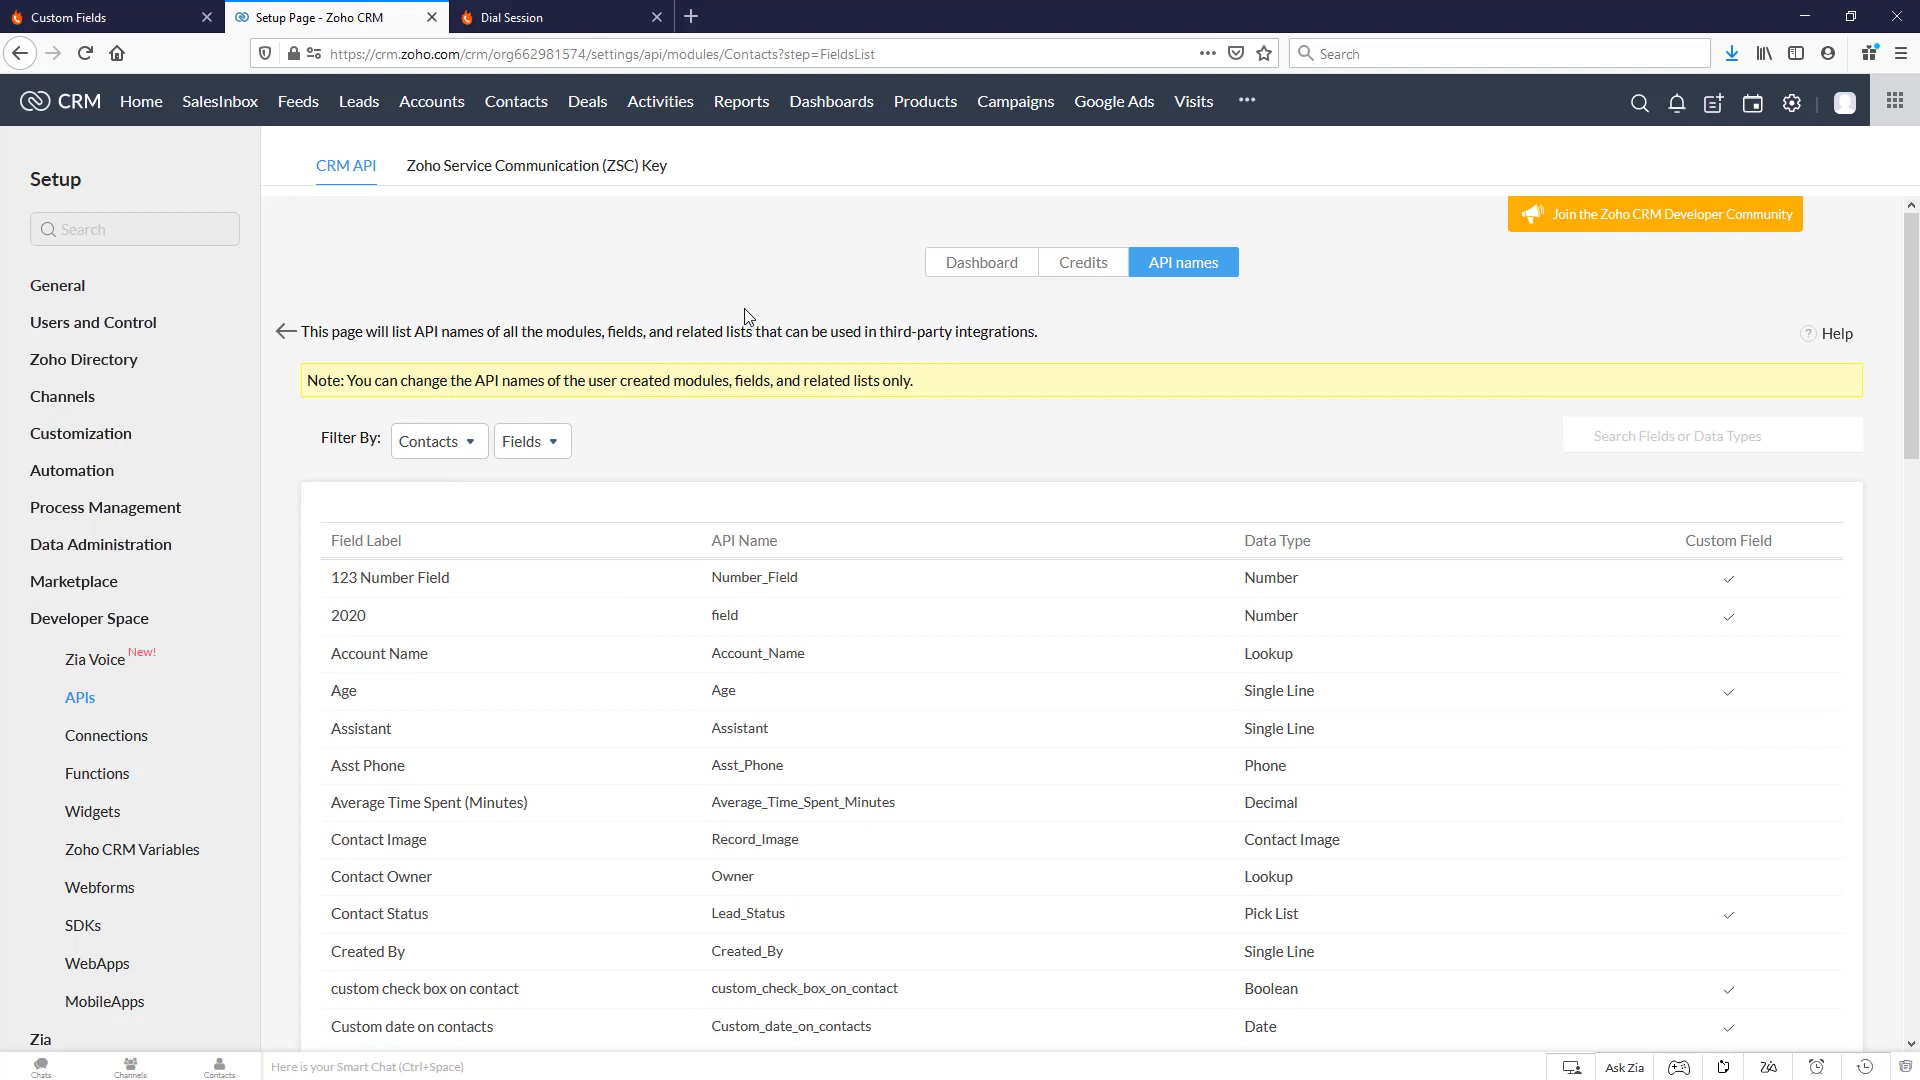 Custom Fields
Setup Page - Zoho CRM
Dial Session
https://crm.zoho.com/crm/org662981574/settings/api/modules/Contacts?step=FieldsList
Search
CRM Home SalesInbox Feeds Leads Accounts Contacts Deals Activities Reports Dashboards Products Campaigns Google Ads Visits
Setup
Search
General
Users and Control
Zoho Directory
Channels
Customization
Automation
Process Management
Data Administration
Marketplace
Developer Space
Zia Voice New!
APIs
Connections
Functions
Widgets
Zoho CRM Variables
Webforms
SDKs
WebApps
MobileApps
Zia
CRM API Zoho Service Communication (ZSC) Key
Join the Zoho CRM Developer Community
Dashboard Credits API names
This page will list API names of all the modules, fields, and related lists that can be used in third-party integrations.
? Help
Note: You can change the API names of the user created modules, fields, and related lists only.
Filter By: Contacts Fields
Search Fields or Data Types
Field Label API Name Data Type Custom Field
123 Number Field Number_Field Number
2020 field Number
Account Name Account_Name Lookup
Age Age Single Line
Assistant Assistant Single Line
Asst Phone Asst_Phone Phone
Average Time Spent (Minutes) Average_Time_Spent_Minutes Decimal
Contact Image Record_Image Contact Image
Contact Owner Owner Lookup
Contact Status Lead_Status Pick List
Created By Created_By Single Line
custom check box on contact custom_check_box_on_contact Boolean
Custom date on contacts Custom_date_on_contacts Date
Chats Channels Contacts
Here is your Smart Chat (Ctrl+Space)
Ask Zia